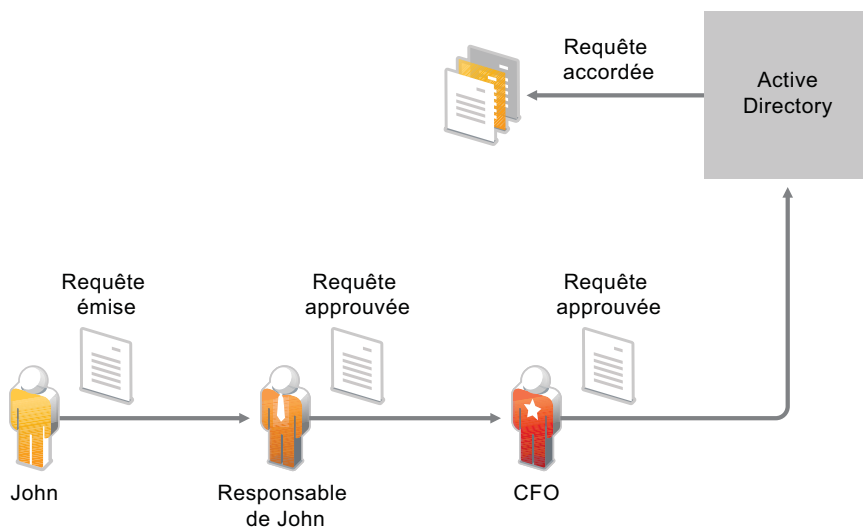 Requête
accordée
Active
Directory
Requête
émise
Requête
approuvée
Requête
approuvée
John
Responsable
de John
CFO